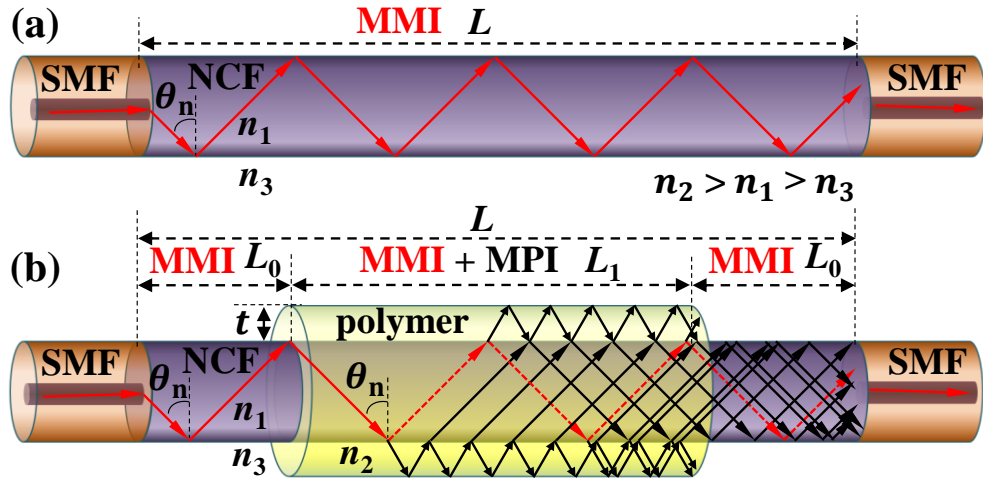 (a)
MMI L
SMF NCF SMF
θn
n1
n3
n2 > n1 > n3
L
(b)
MMI L0 MMI + MPI L1 MMI L0
t polymer
SMF NCF SMF
θn θn
n1
n3 n2